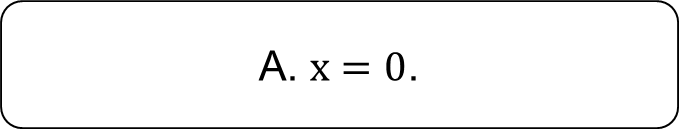 A. x = 0.